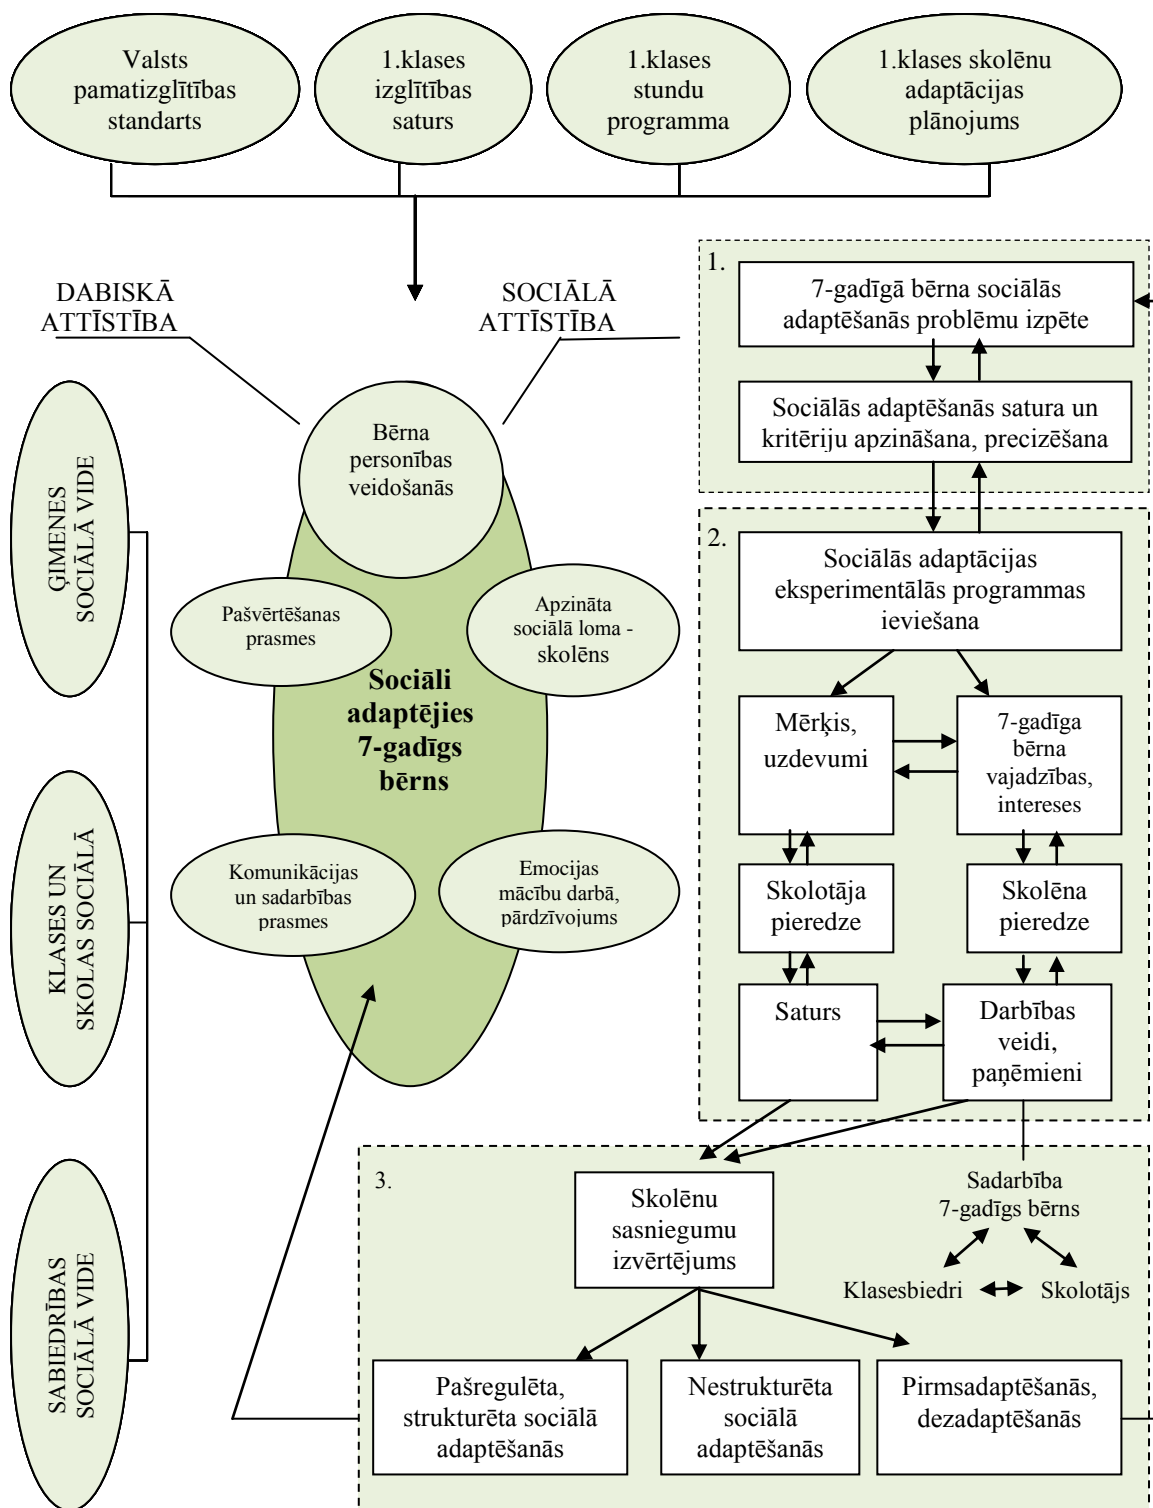 Valsts
pamatizglītības
standarts
1.klases
izglītības
saturs
1.klases
stundu
programma
1.klases skolēnu
adaptācijas
plānojums
DABISKĀ
ATTĪSTĪBA
SOCIĀLĀ
ATTĪSTĪBA
ĢIMENES
SOCIĀLĀ VIDE
KLASES UN
SKOLAS SOCIĀLĀ
SABIEDRĪBAS
SOCIĀLĀ VIDE
Bērna
personības
veidošanās
Pašvērtēšanas
prasmes
Apzināta
sociālā loma -
skolēns
Sociāli
adaptējies
7-gadīgs
bērns
Komunikācijas
un sadarbības
prasmes
Emocijas
mācību darbā,
pārdzīvojums
1.
7-gadīgā bērna sociālās
adaptēšanās problēmu izpēte
Sociālās adaptēšanās satura un
kritēriju apzināšana, precizēšana
2.
Sociālās adaptācijas
eksperimentālās programmas
ieviešana
Mērķis,
uzdevumi
7-gadīga
bērna
vajadzības,
intereses
Skolotāja
pieredze
Skolēna
pieredze
Saturs
Darbības
veidi,
paņēmieni
3.
Skolēnu
sasniegumu
izvērtējums
Sadarbība
7-gadīgs bērns
Klasesbiedri
Skolotājs
Pašregulēta,
strukturēta sociālā
adaptēšanās
Nestrukturēta
sociālā
adaptēšanās
Pirmsadaptēšanās,
dezadaptēšanās